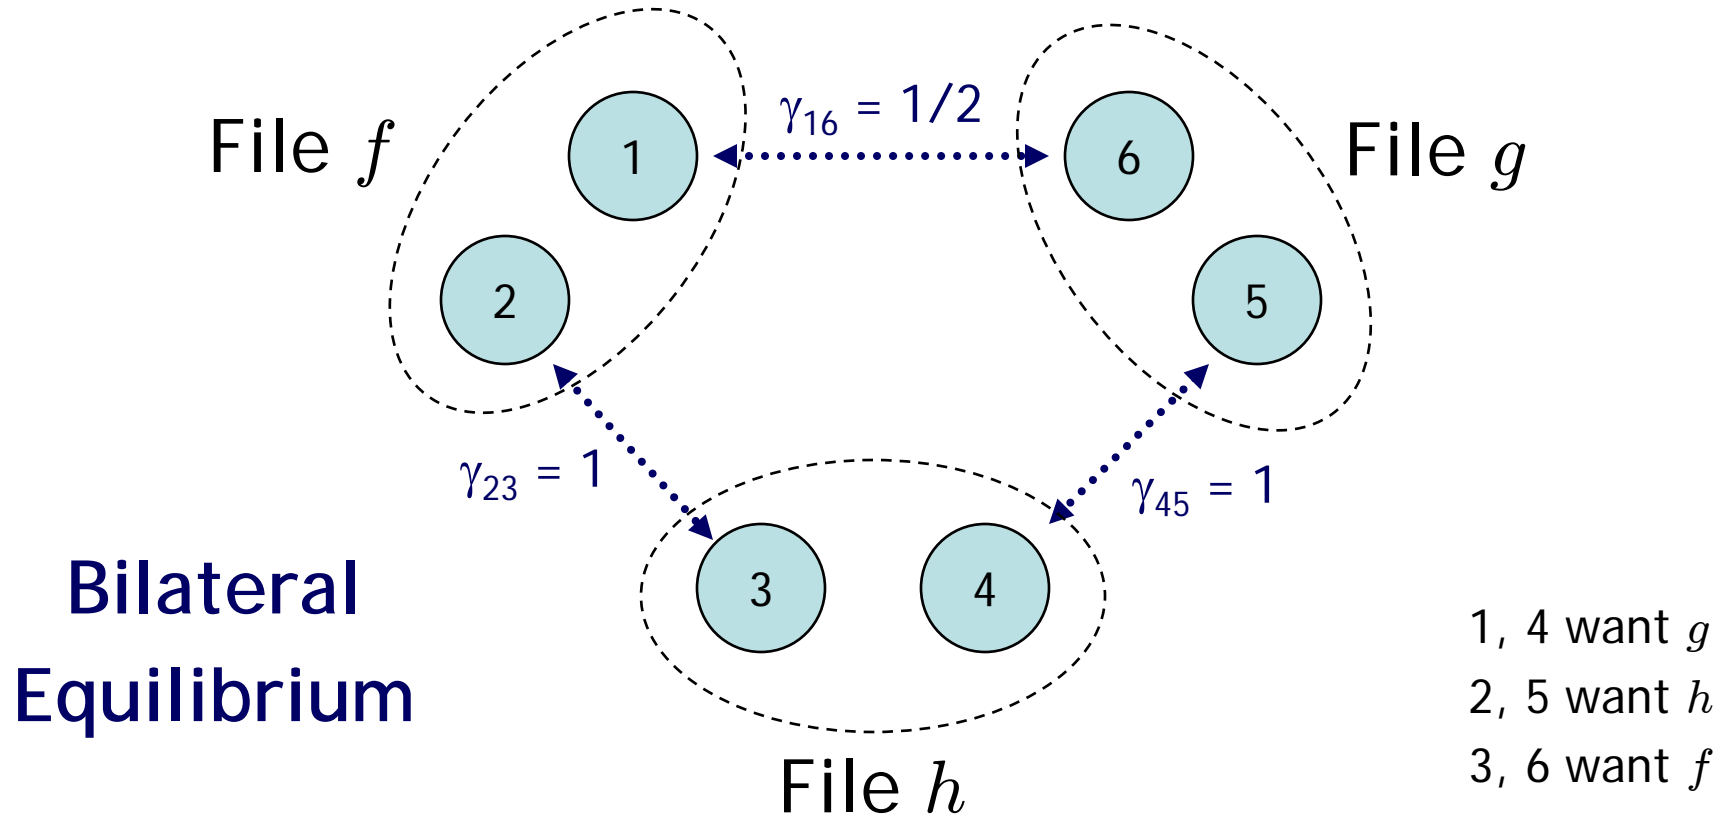 γ16 = 1/2
File f
1
6
File g
2
5
γ23 = 1
γ45 = 1
3
4
Bilateral
Equilibrium
1, 4 want g
2, 5 want h
3, 6 want f
File h